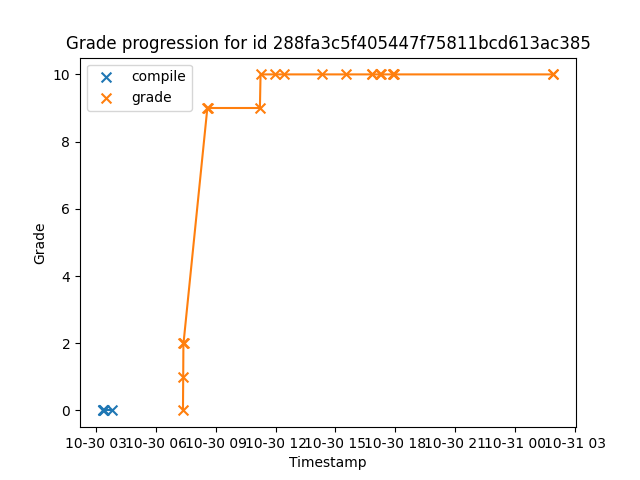 Grade progression for id 288fa3c5f405447f75811bcd613ac385
compile
grade
10
8
6
4
2
0
Grade
10-30 03 10-30 06 10-30 09 10-30 12 10-30 15 10-30 18 10-30 21 10-31 00 10-31 03
Timestamp